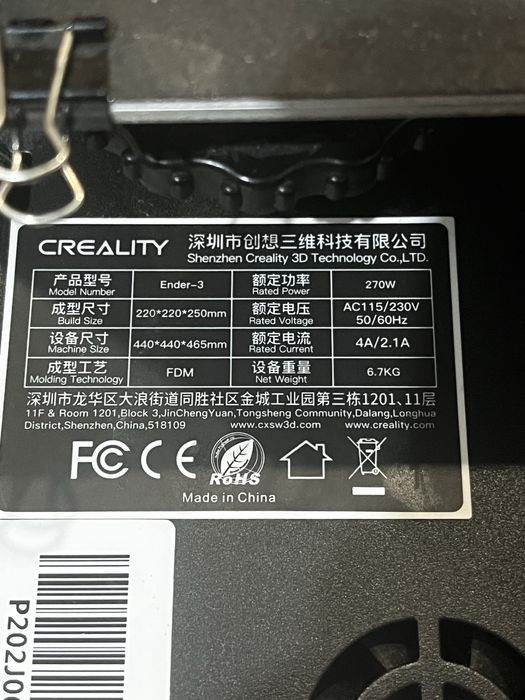 CREALITY 深圳市创想三维科技有限公司
Shenzhen Creality 3D Technology Co.,LTD.
产品型号 Ender-3 额定功率 270W
Model Number Rated Power
成型尺寸 220*220*250mm 额定电压 AC115/230V
Build Size Rated Voltage 50/60Hz
设备尺寸 440*440*465mm 额定电流 4A/2.1A
Machine Size Rated Current
成型工艺 FDM 设备重量 6.7KG
Molding Technology Net Weight
深圳市龙华区大浪街道同胜社区金城工业园第三栋1201、11层
11F & Room 1201,Block 3,JinChengYuan,Tongsheng Community,Dalang,Longhua
District,Shenzhen,China,518109 www.cxsw3d.com www.creality.com
FC CE RoHS
Made in China
P202J0